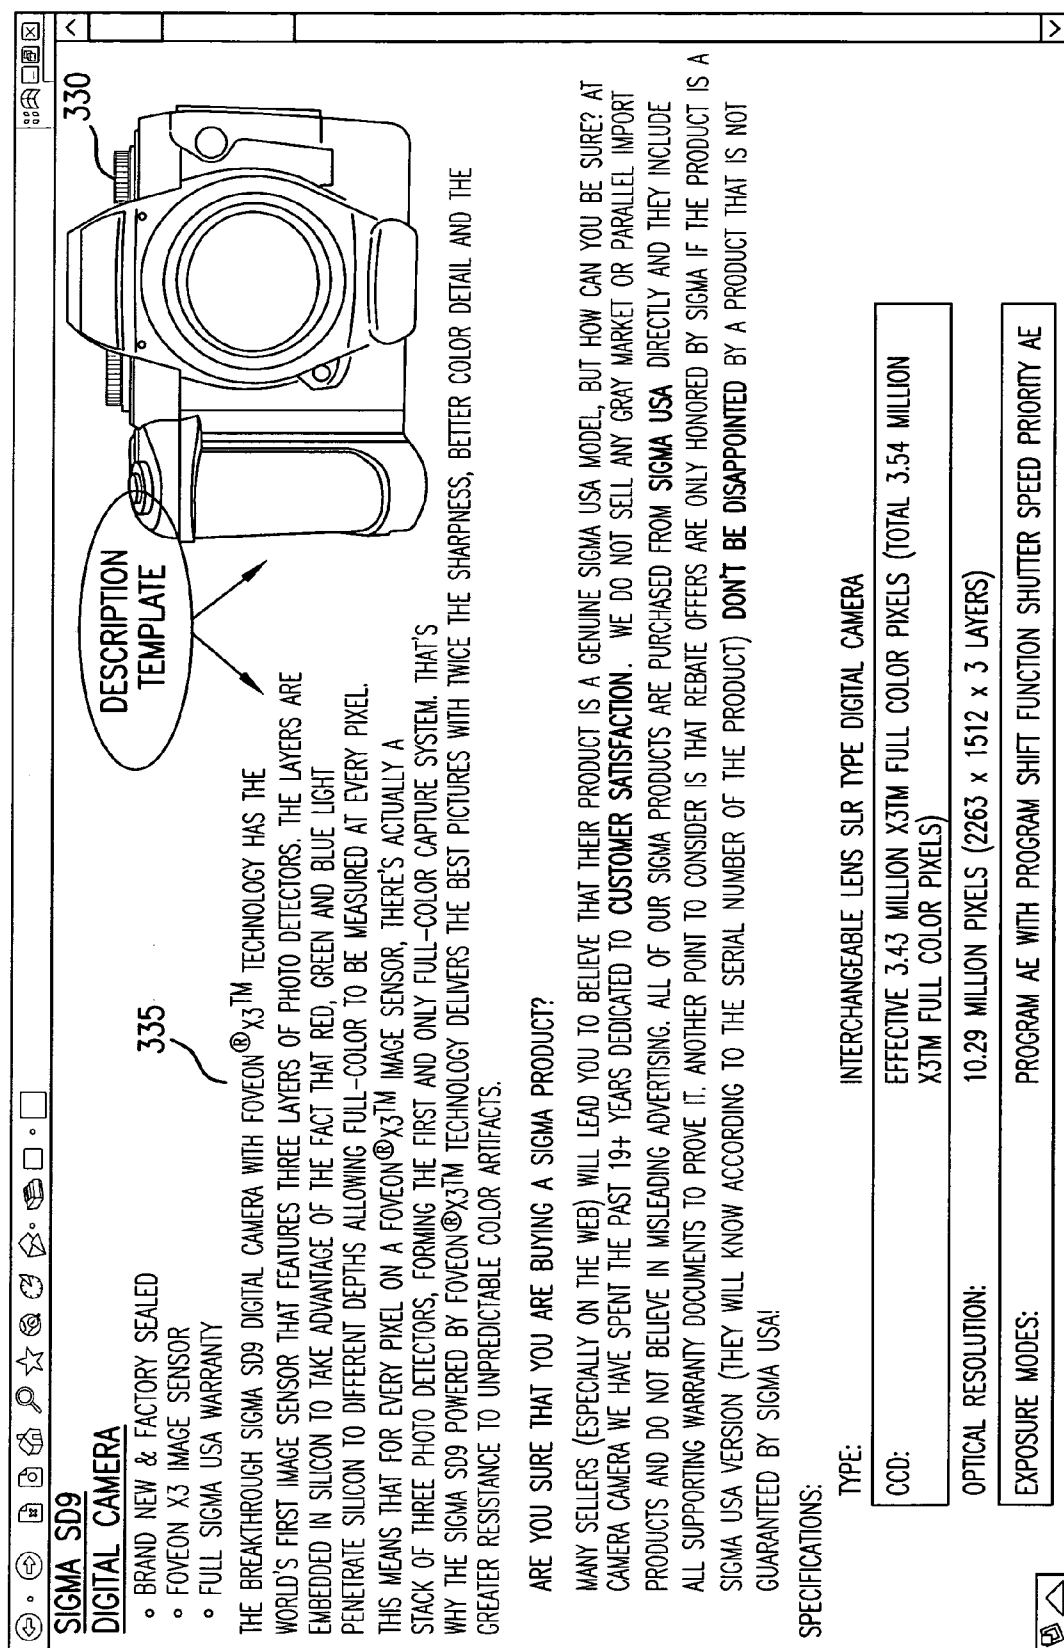 SIGMA SD9
DIGITAL CAMERA
◦ BRAND NEW & FACTORY SEALED
◦ FOVEON X3 IMAGE SENSOR
◦ FULL SIGMA USA WARRANTY
335
DESCRIPTION
TEMPLATE
330
THE BREAKTHROUGH SIGMA SD9 DIGITAL CAMERA WITH FOVEON®X3™ TECHNOLOGY HAS THE
WORLD'S FIRST IMAGE SENSOR THAT FEATURES THREE LAYERS OF PHOTO DETECTORS. THE LAYERS ARE
EMBEDDED IN SILICON TO TAKE ADVANTAGE OF THE FACT THAT RED, GREEN AND BLUE LIGHT
PENETRATE SILICON TO DIFFERENT DEPTHS ALLOWING FULL-COLOR TO BE MEASURED AT EVERY PIXEL.
THIS MEANS THAT FOR EVERY PIXEL ON A FOVEON®X3™ IMAGE SENSOR, THERE'S ACTUALLY A
STACK OF THREE PHOTO DETECTORS, FORMING THE FIRST AND ONLY FULL-COLOR CAPTURE SYSTEM. THAT'S
WHY THE SIGMA SD9 POWERED BY FOVEON®X3™ TECHNOLOGY DELIVERS THE BEST PICTURES WITH TWICE THE SHARPNESS, BETTER COLOR DETAIL AND THE
GREATER RESISTANCE TO UNPREDICTABLE COLOR ARTIFACTS.
ARE YOU SURE THAT YOU ARE BUYING A SIGMA PRODUCT?
MANY SELLERS (ESPECIALLY ON THE WEB) WILL LEAD YOU TO BELIEVE THAT THEIR PRODUCT IS A GENUINE SIGMA USA MODEL, BUT HOW CAN YOU BE SURE? AT
CAMERA CAMERA WE HAVE SPENT THE PAST 19+ YEARS DEDICATED TO CUSTOMER SATISFACTION. WE DO NOT SELL ANY GRAY MARKET OR PARALLEL IMPORT
PRODUCTS AND DO NOT BELIEVE IN MISLEADING ADVERTISING. ALL OF OUR SIGMA PRODUCTS ARE PURCHASED FROM SIGMA USA DIRECTLY AND THEY INCLUDE
ALL SUPPORTING WARRANTY DOCUMENTS TO PROVE IT. ANOTHER POINT TO CONSIDER IS THAT REBATE OFFERS ARE ONLY HONORED BY SIGMA IF THE PRODUCT IS A
SIGMA USA VERSION (THEY WILL KNOW ACCORDING TO THE SERIAL NUMBER OF THE PRODUCT) DON'T BE DISAPPOINTED BY A PRODUCT THAT IS NOT
GUARANTEED BY SIGMA USA!
SPECIFICATIONS:
TYPE: INTERCHANGEABLE LENS SLR TYPE DIGITAL CAMERA
CCD: EFFECTIVE 3.43 MILLION X3TM FULL COLOR PIXELS (TOTAL 3.54 MILLION
X3TM FULL COLOR PIXELS)
OPTICAL RESOLUTION: 10.29 MILLION PIXELS (2263 x 1512 x 3 LAYERS)
EXPOSURE MODES: PROGRAM AE WITH PROGRAM SHIFT FUNCTION SHUTTER SPEED PRIORITY AE